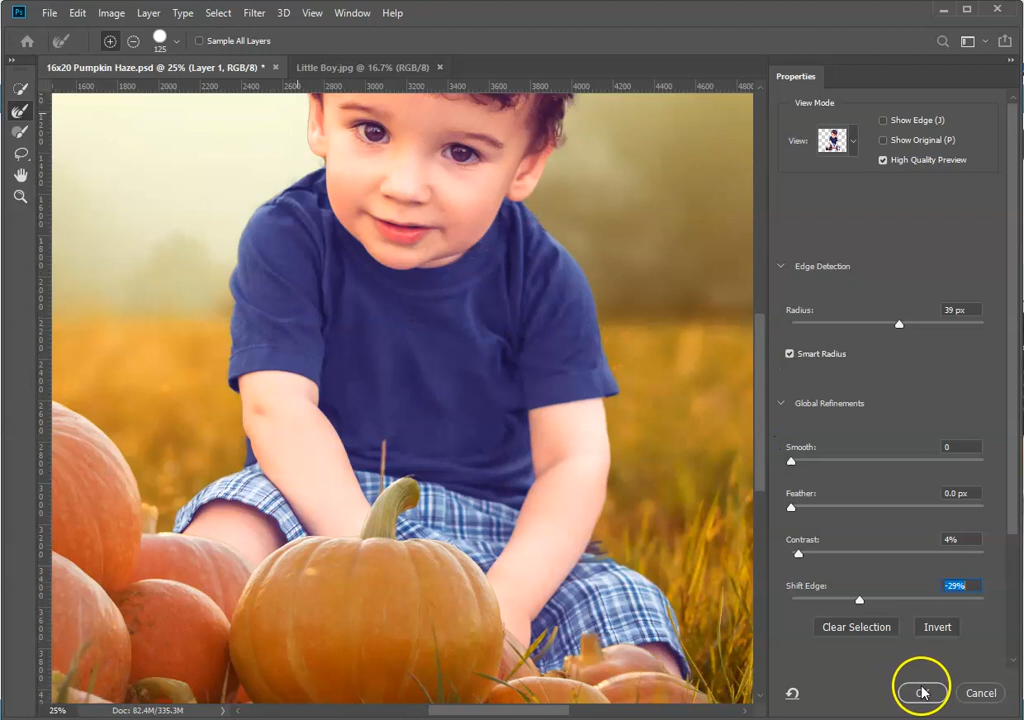 Ps File Edit Image Layer Type Select Filter 3D View Window Help
125 Sample All Layers
16x20 Pumpkin Haze.psd @ 25% (Layer 1, RGB/8) * × Little Boy.jpg @ 16.7% (RGB/8) ×
1600 1800 2000 2200 2400 2600 2800 3000 3200 3400 3600 3800 4000 4200 4400 4600 4800
Properties
View Mode
Show Edge (J)
View:
Show Original (P)
High Quality Preview
Edge Detection
Radius: 39 px
Smart Radius
Global Refinements
Smooth: 0
Feather: 0.0 px
Contrast: 4%
Shift Edge: -29%
Clear Selection Invert
Cancel
25% Doc: 82.4M/335.3M